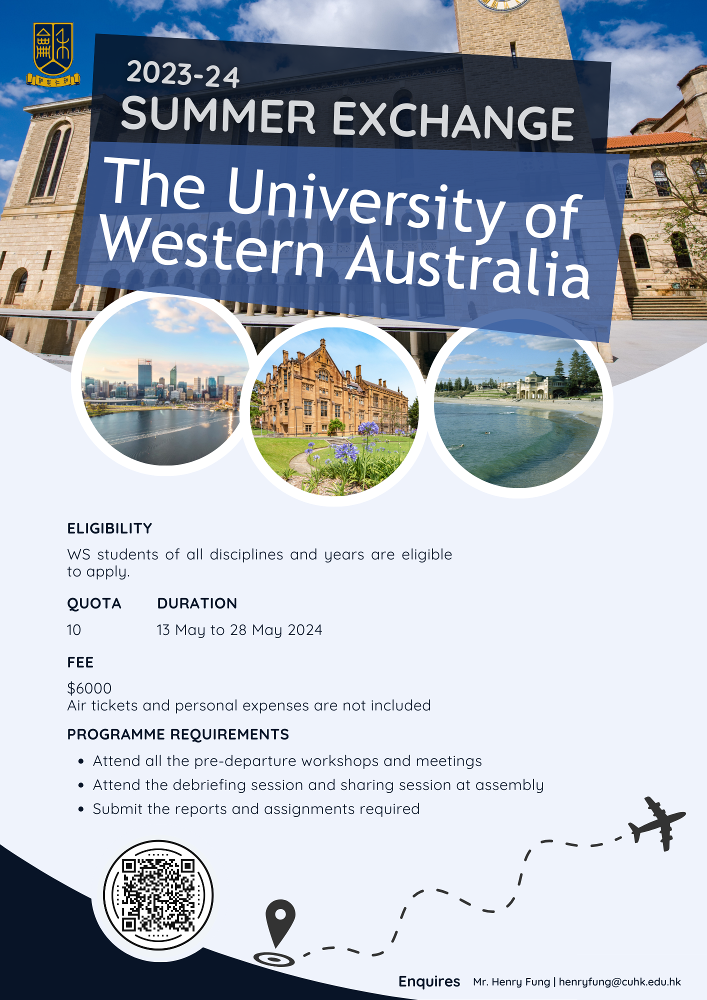 2023-24
SUMMER EXCHANGE
The University of
Western Australia
ELIGIBILITY
WS students of all disciplines and years are eligible
to apply.
QUOTA DURATION
10 13 May to 28 May 2024
FEE
$6000
Air tickets and personal expenses are not included
PROGRAMME REQUIREMENTS
• Attend all the pre-departure workshops and meetings
• Attend the debriefing session and sharing session at assembly
• Submit the reports and assignments required
Enquires Mr. Henry Fung | henryfung@cuhk.edu.hk